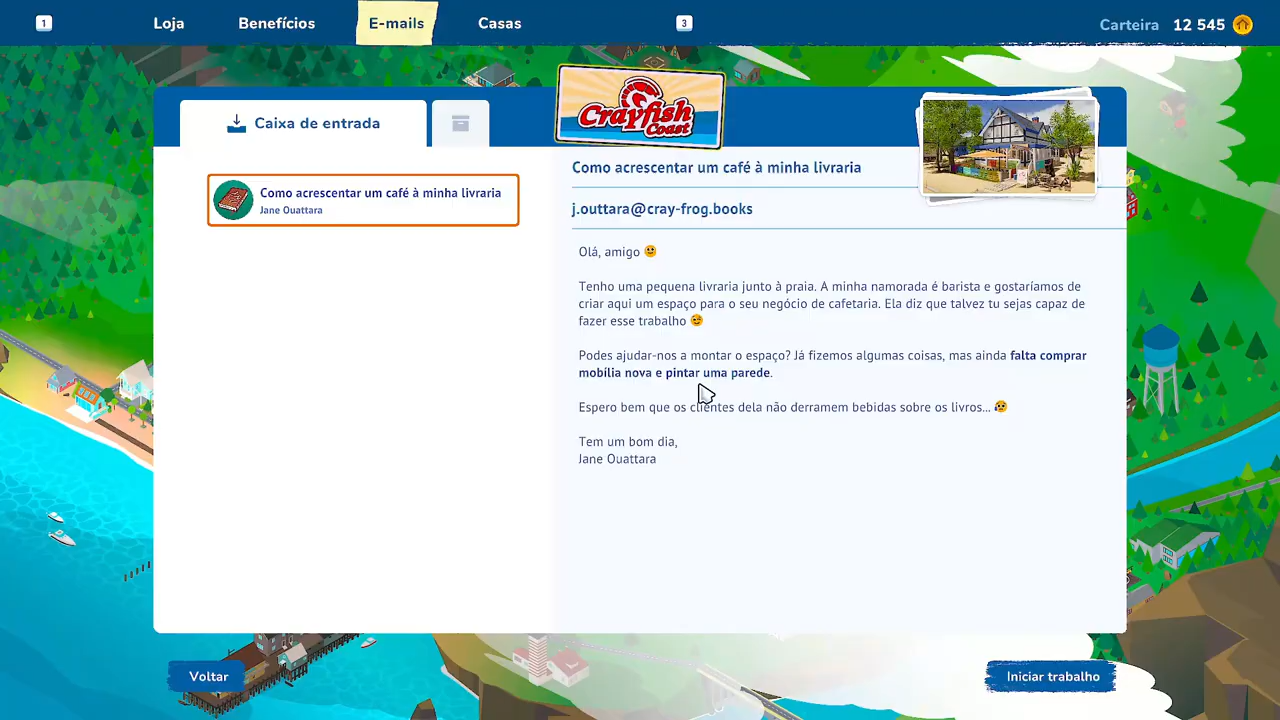 1
Loja
Benefícios
E-mails
Casas
3
Carteira 12 545
Caixa de entrada
Crayfish
Coast
Como acrescentar um café à minha livraria
Jane Ouattara
Como acrescentar um café à minha livraria
j.outtara@cray-frog.books
Olá, amigo
Tenho uma pequena livraria junto à praia. A minha namorada é barista e gostaríamos de
criar aqui um espaço para o seu negócio de cafetaria. Ela diz que talvez tu sejas capaz de
fazer esse trabalho
Podes ajudar-nos a montar o espaço? Já fizemos algumas coisas, mas ainda falta comprar
mobília nova e pintar uma parede.
Espero bem que os clientes dela não derramem bebidas sobre os livros...
Tem um bom dia,
Jane Ouattara
Voltar
Iniciar trabalho